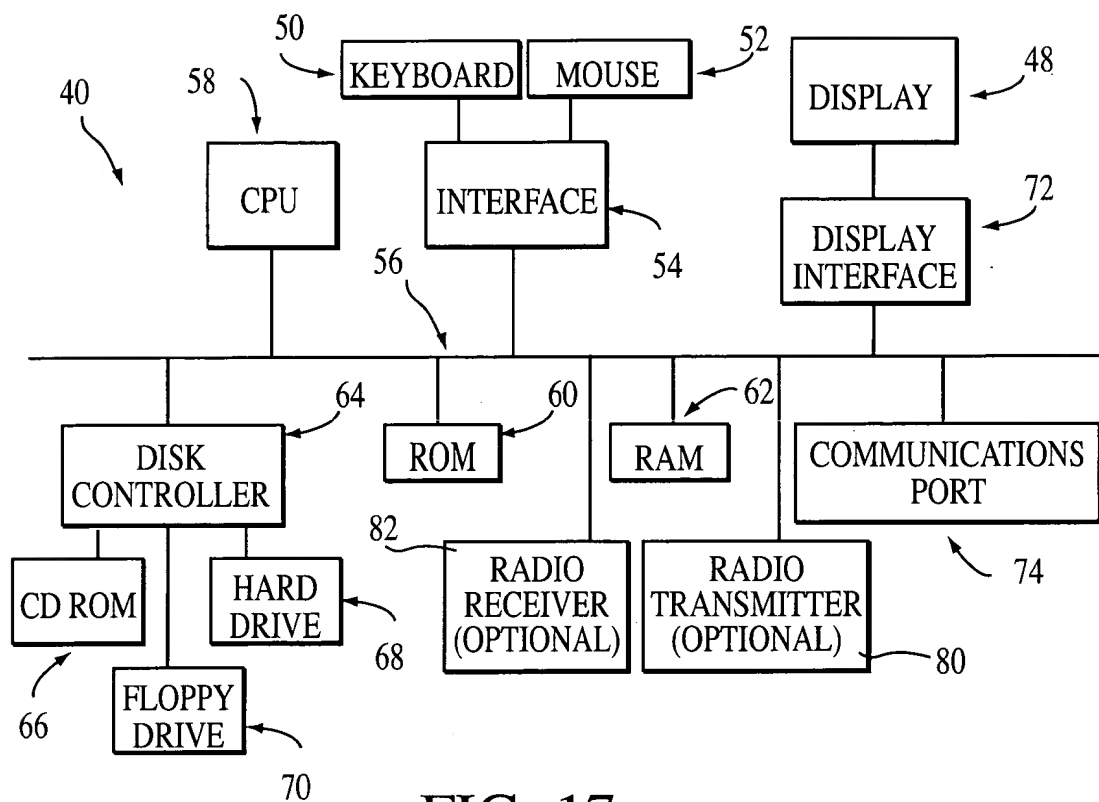 50
KEYBOARD
MOUSE
52
58
40
CPU
INTERFACE
54
DISPLAY
48
72
DISPLAY
INTERFACE
56
64
DISK
CONTROLLER
60
ROM
62
RAM
COMMUNICATIONS
PORT
74
CD ROM
66
HARD
DRIVE
68
FLOPPY
DRIVE
70
82
RADIO
RECEIVER
(OPTIONAL)
RADIO
TRANSMITTER
(OPTIONAL)
80
FIG. 17